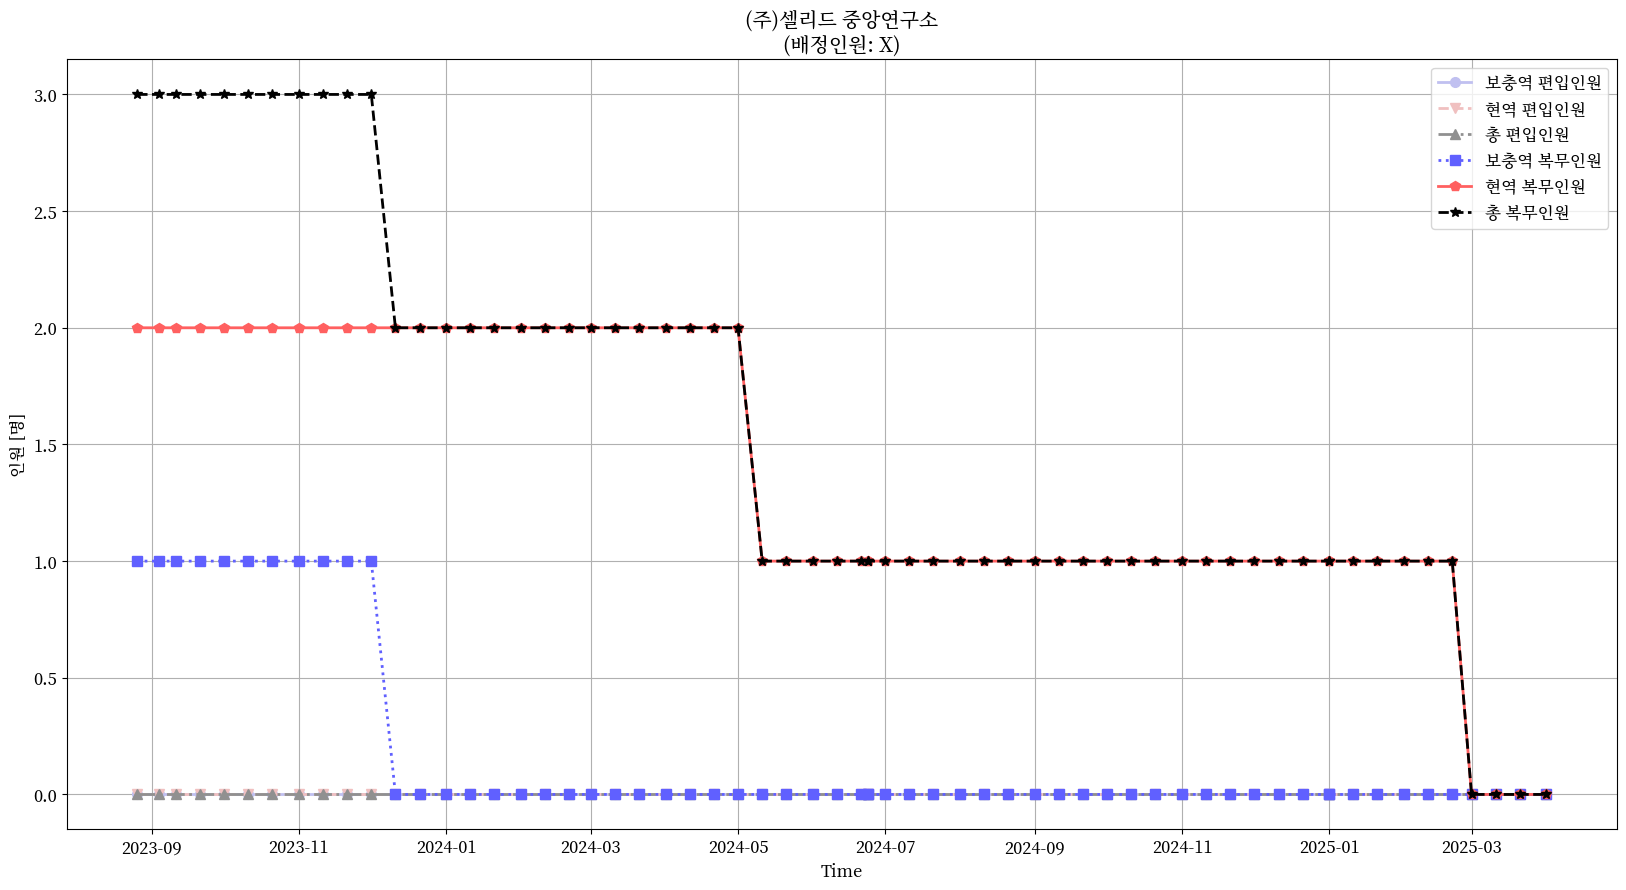 (주)셀리드 중앙연구소
(배정인원: X)
보충역 편입인원
현역 편입인원
총 편입인원
보충역 복무인원
현역 복무인원
총 복무인원
인원 [명]
3.0
2.5
2.0
1.5
1.0
0.5
0.0
2023-09
2023-11
2024-01
2024-03
2024-05
2024-07
2024-09
2024-11
2025-01
2025-03
Time